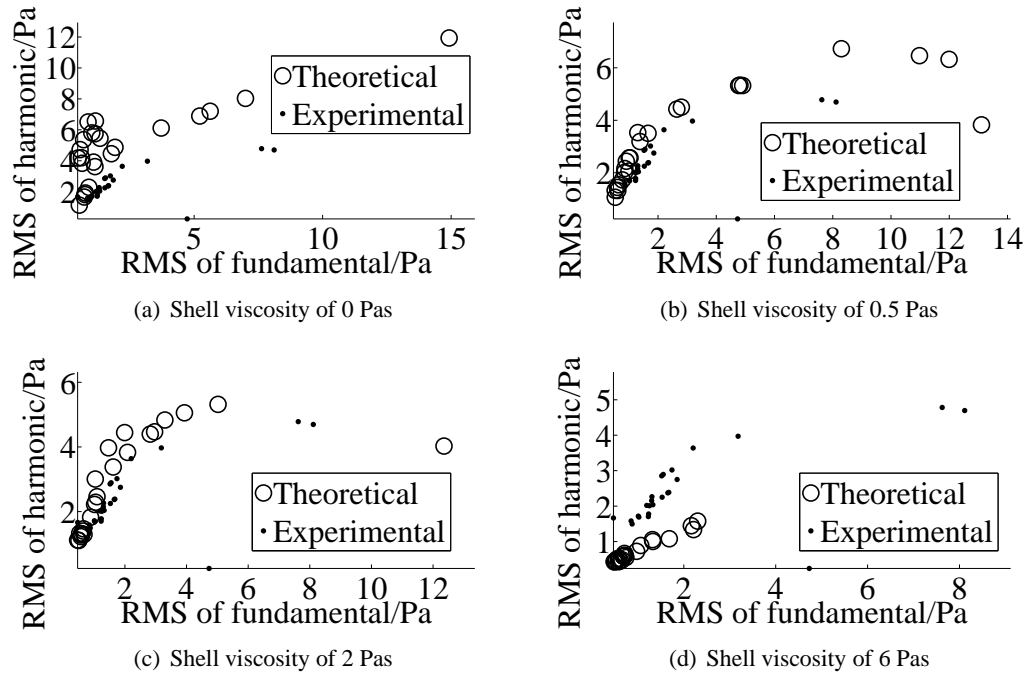 RMS of harmonic/Pa
12
10
8
6
4
2
Theoretical
Experimental
5 10 15
RMS of fundamental/Pa
(a) Shell viscosity of 0 Pas
RMS of harmonic/Pa
6
4
2
Theoretical
Experimental
2 4 6 8 10 12 14
RMS of fundamental/Pa
(b) Shell viscosity of 0.5 Pas
RMS of harmonic/Pa
6
4
2
Theoretical
Experimental
2 4 6 8 10 12
RMS of fundamental/Pa
(c) Shell viscosity of 2 Pas
RMS of harmonic/Pa
5
4
3
2
1
Theoretical
Experimental
2 4 6 8
RMS of fundamental/Pa
(d) Shell viscosity of 6 Pas